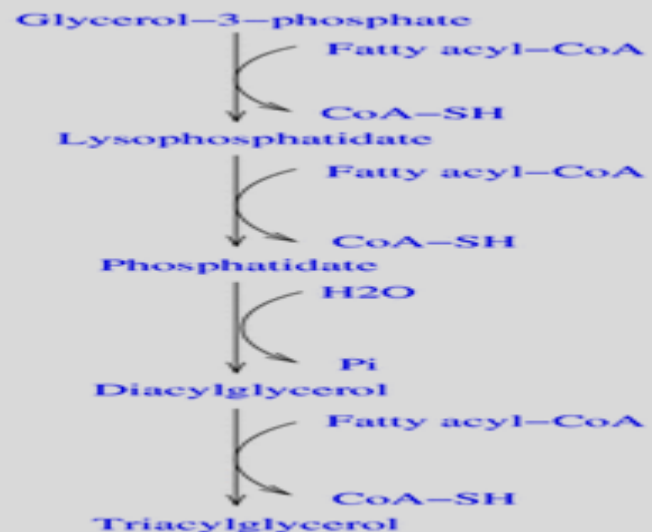 Glycerol-3-phosphate
Fatty acyl-CoA
CoA-SH
Lysophosphatidate
Fatty acyl-CoA
CoA-SH
Phosphatidate
H2O
Pi
Diacylglycerol
Fatty acyl-CoA
CoA-SH
Triacylglycerol